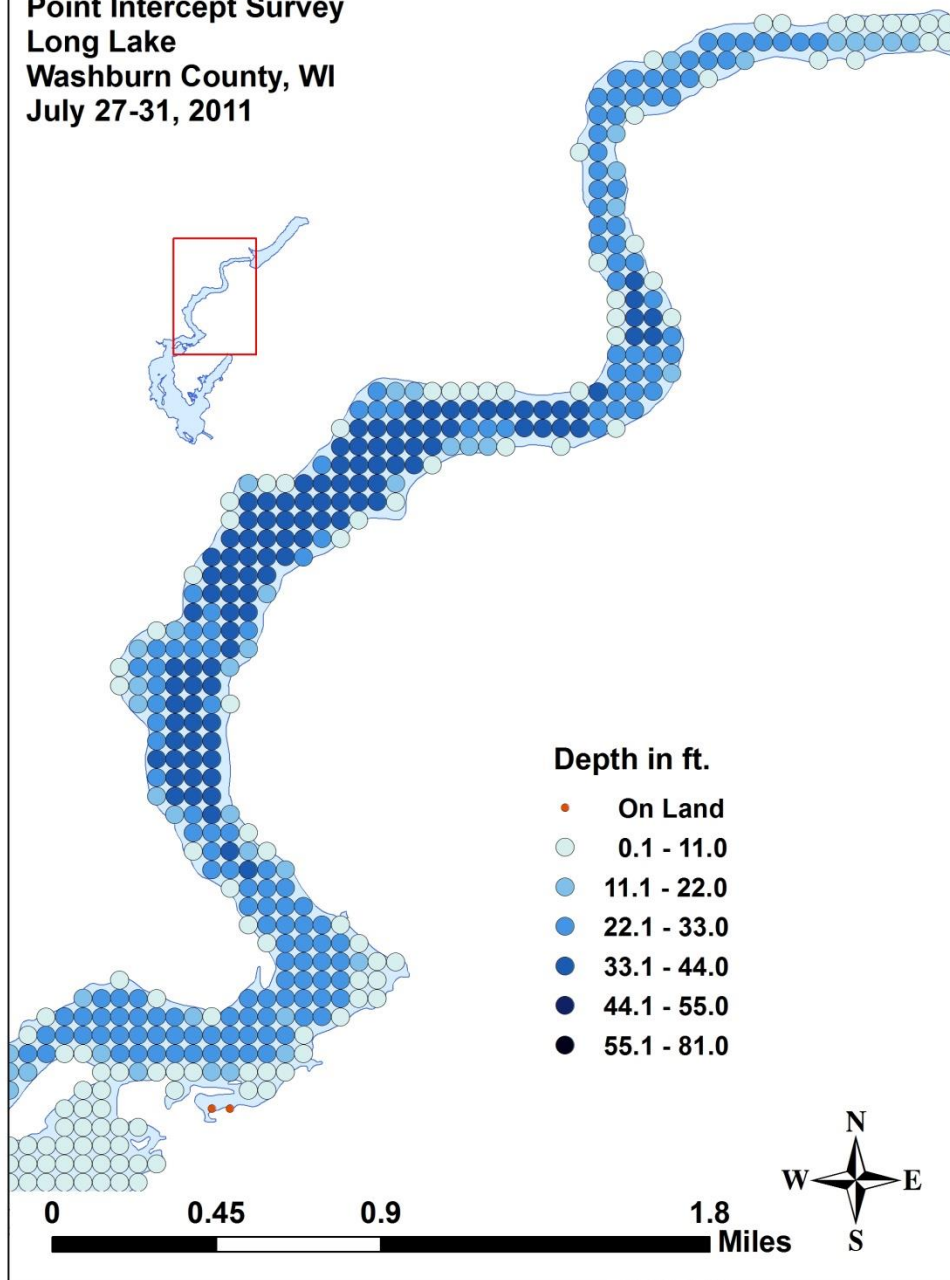 Point Intercept Survey
Long Lake
Washburn County, WI
July 27-31, 2011
Depth in ft.
On Land
0.1 - 11.0
11.1 - 22.0
22.1 - 33.0
33.1 - 44.0
44.1 - 55.0
55.1 - 81.0
N
W E
S
0 0.45 0.9 1.8
Miles